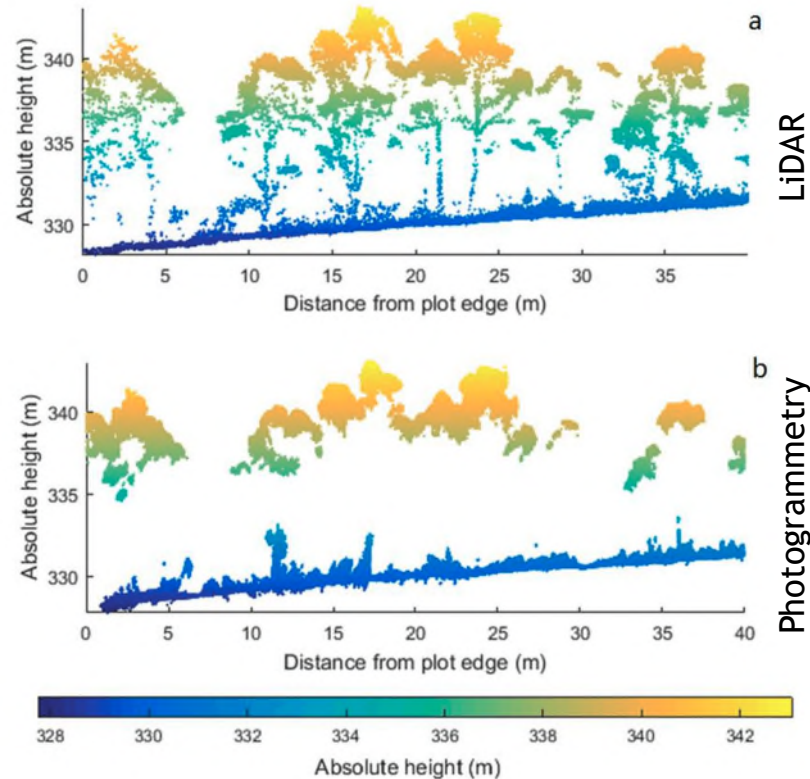 a
340
335
330
Absolute height (m)
0 5 10 15 20 25 30 35
Distance from plot edge (m)
LiDAR
b
340
335
330
Absolute height (m)
0 5 10 15 20 25 30 35 40
Distance from plot edge (m)
Photogrammetry
328 330 332 334 336 338 340 342
Absolute height (m)